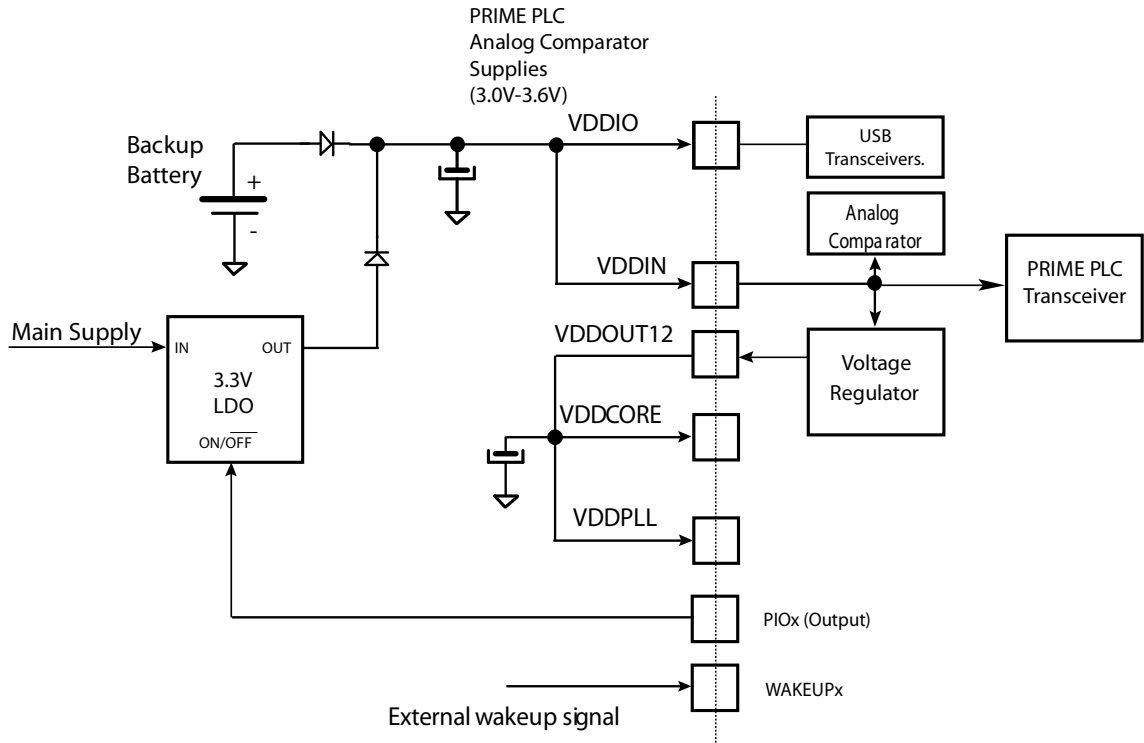 PRIME PLC
Analog Comparator
Supplies
(3.0V-3.6V)
VDDIO
USB
Transceivers.
Backup
Battery
+
-
Analog
Comparator
VDDIN
PRIME PLC
Transceiver
Main Supply
IN
OUT
3.3V
LDO
ON/OFF
VDDOUT12
Voltage
Regulator
VDDCORE
VDDPLL
PIOx (Output)
WAKEUPx
External wakeup signal